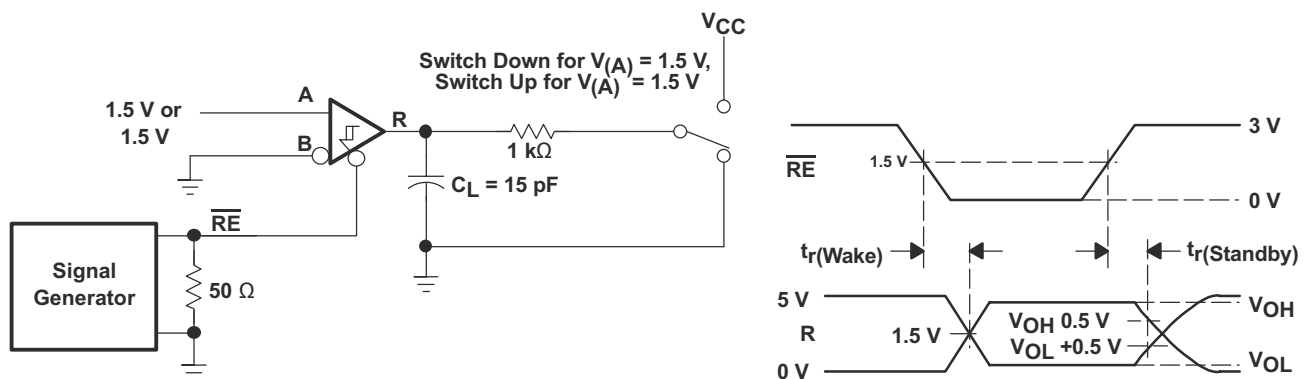 VCC
Switch Down for V(A) = 1.5 V,
Switch Up for V(A) = 1.5 V
A
1.5 V or
1.5 V
R
B
1 kΩ
CL = 15 pF
RE
Signal
Generator
50 Ω
3 V
1.5 V
RE
0 V
tr(Wake)
tr(Standby)
5 V
VOH
R
1.5 V
VOH 0.5 V
VOL +0.5 V
0 V
VOL